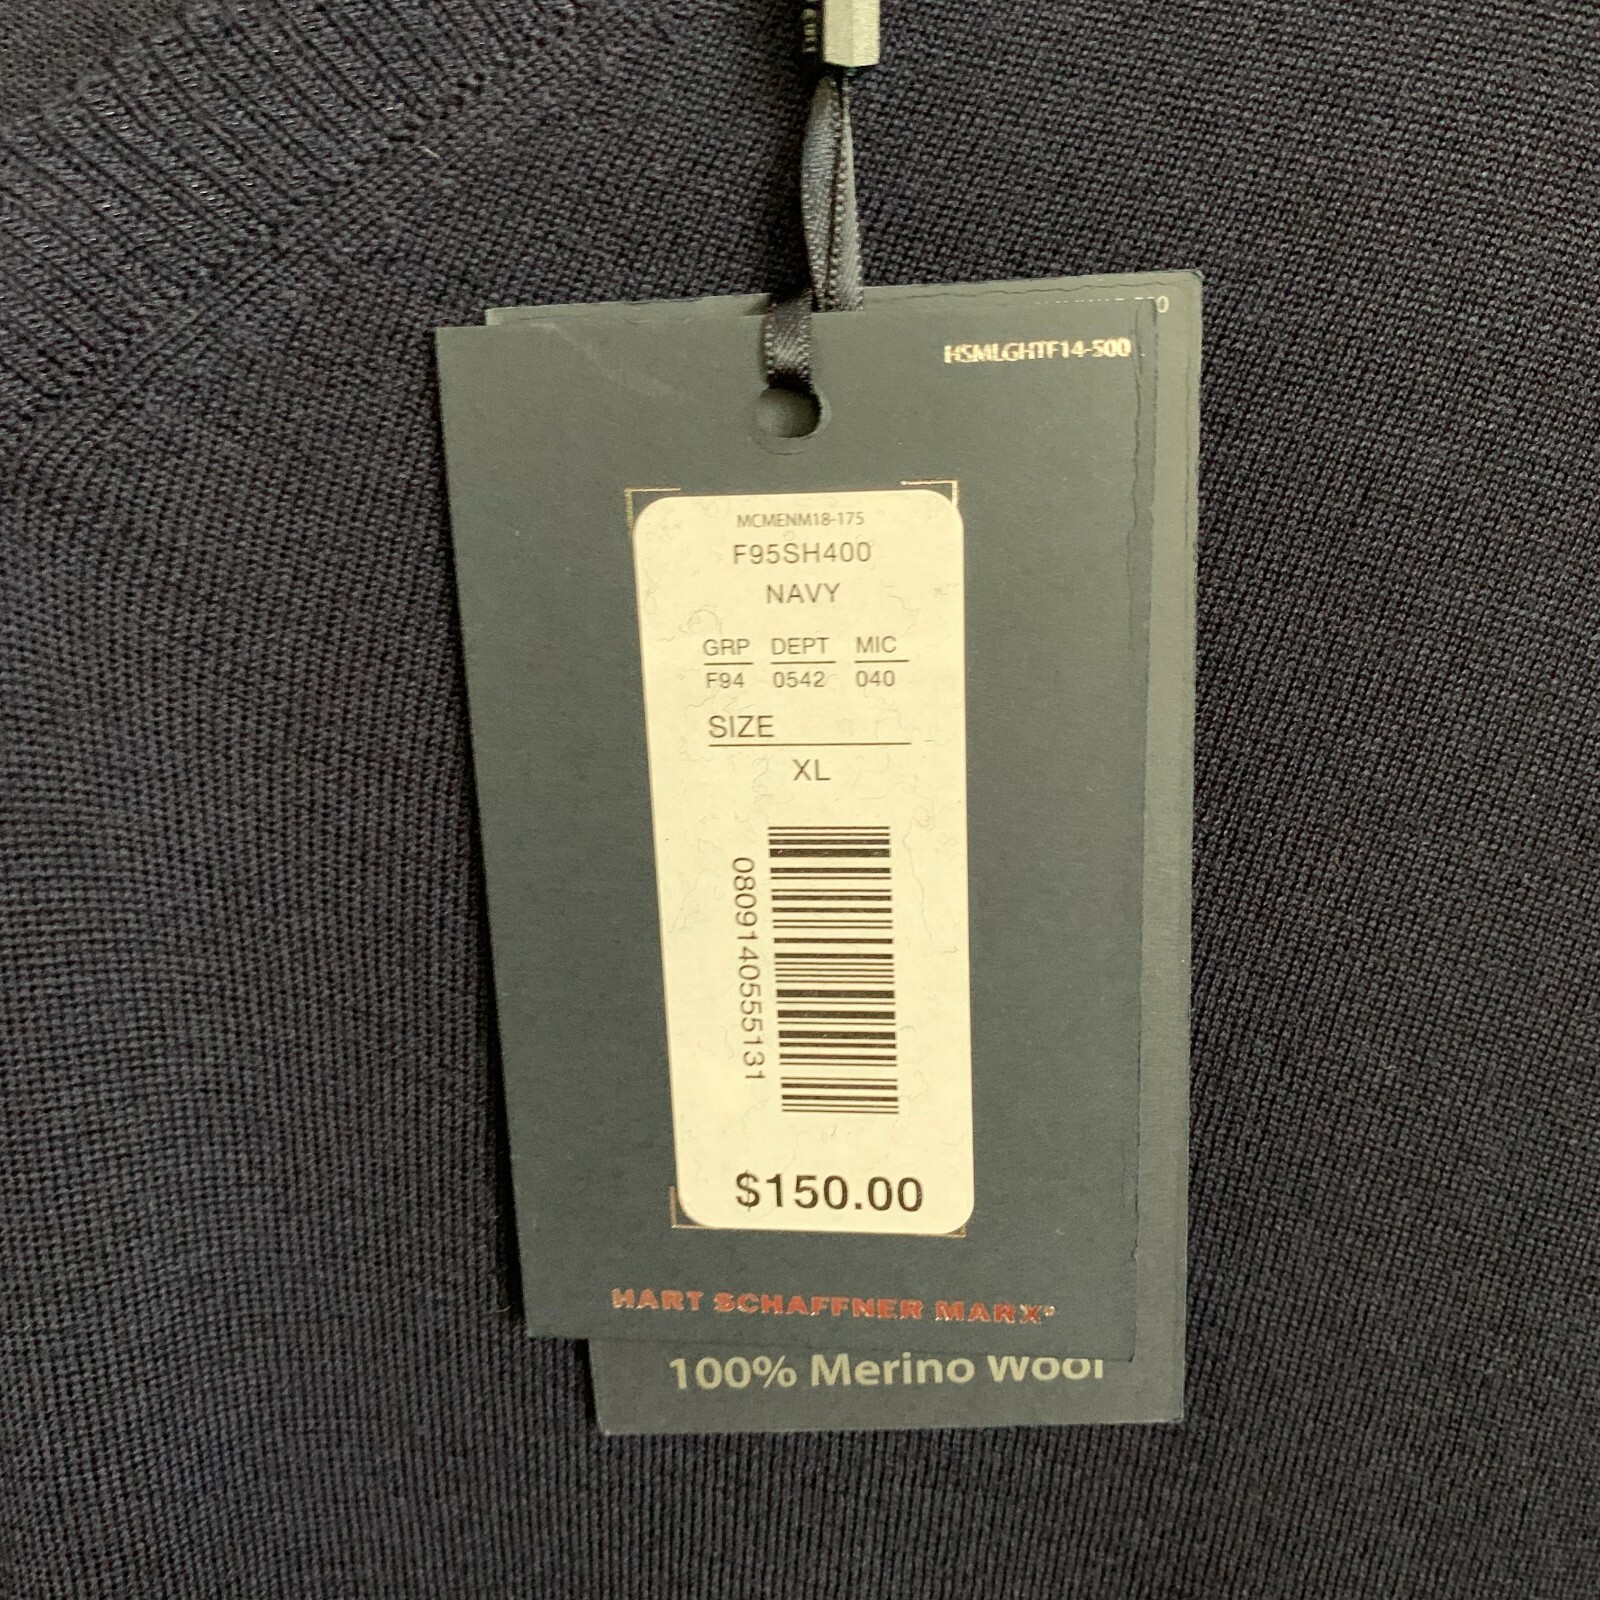 HSMLGHTF14-500
MCMENM18-175
F95SH400
NAVY
GRP DEPT MIC
F94 0542 040
SIZE
XL
080914055131
$150.00
HART SCHAFFNER MARX®
100% Merino Wool